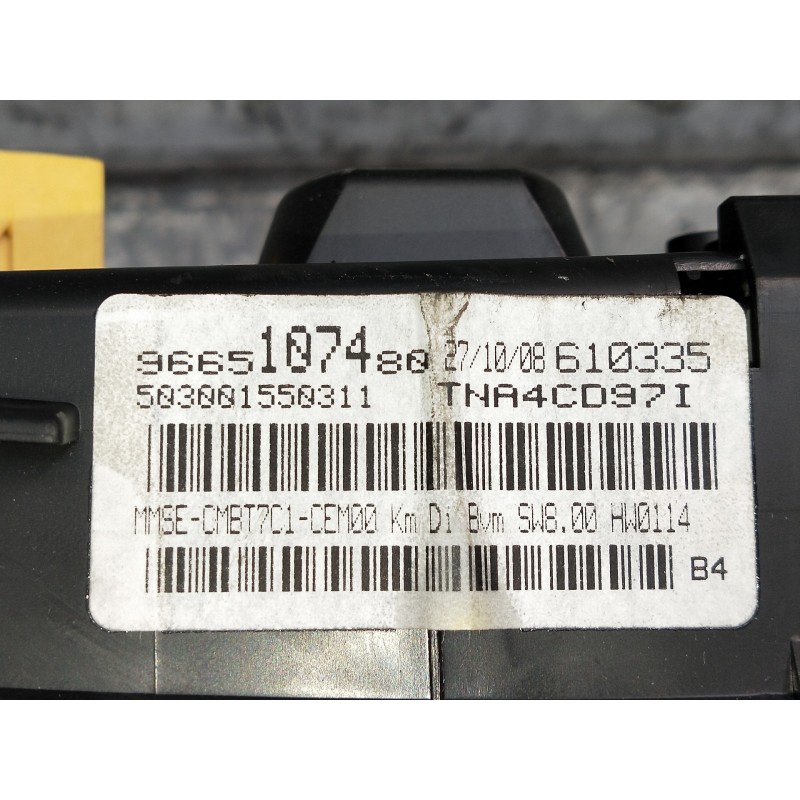 9665107480 27/10/08 610335
503001550311 TNA4CD97I
MMSE-CMBT7C1-CEM00 Km Di Bvm SW8.00 HW0114
B4